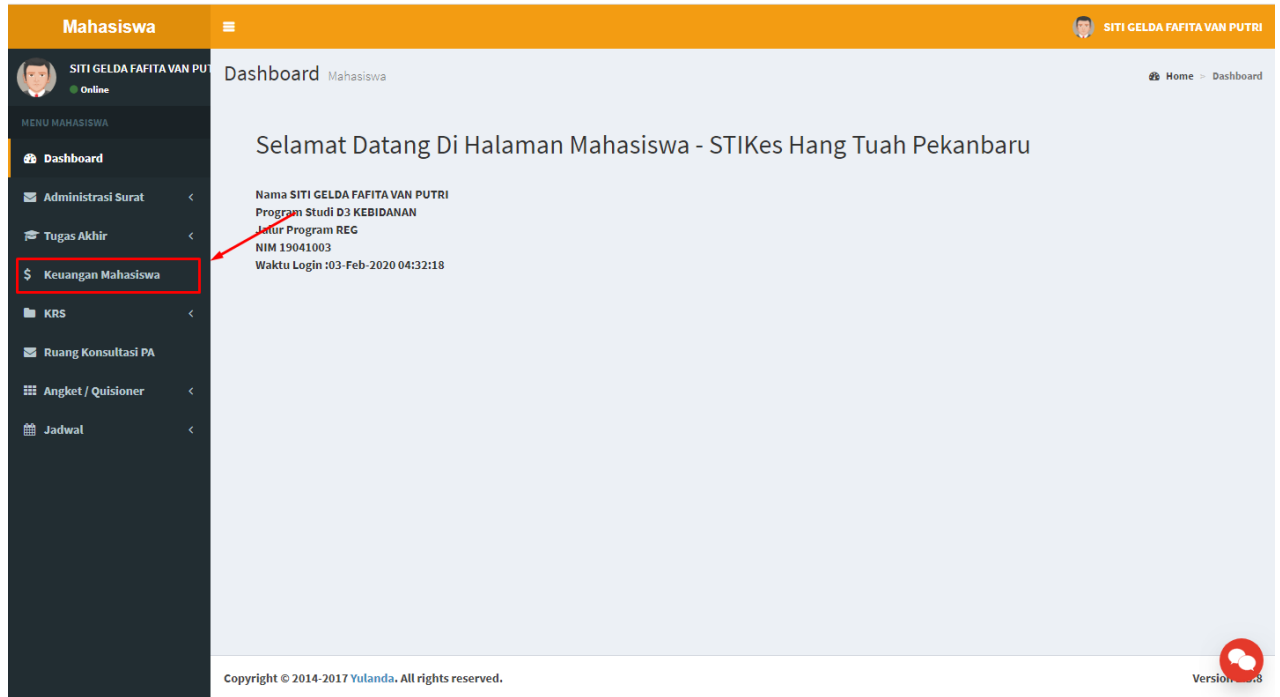 Mahasiswa
SITI GELDA FAFITA VAN PUTRI
SITI GELDA FAFITA VAN PUT
Online
Dashboard Mahasiswa
Home > Dashboard
MENU MAHASISWA
Dashboard
Administrasi Surat
Tugas Akhir
$ Keuangan Mahasiswa
KRS
Ruang Konsultasi PA
Angket / Quisioner
Jadwal
Selamat Datang Di Halaman Mahasiswa - STIKes Hang Tuah Pekanbaru
Nama SITI GELDA FAFITA VAN PUTRI
Program Studi D3 KEBIDANAN
Jalur Program REG
NIM 19041003
Waktu Login :03-Feb-2020 04:32:18
Copyright © 2014-2017 Yulanda. All rights reserved.
Version